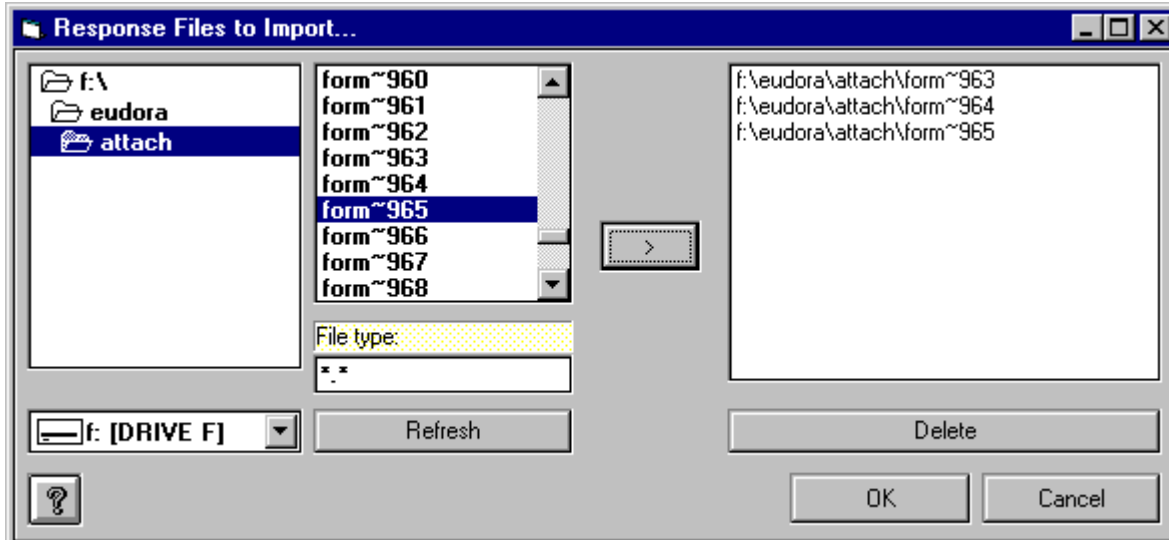 Response Files to Import...
f:\
eudora
attach
form~960
form~961
form~962
form~963
form~964
form~965
form~966
form~967
form~968
File type:
*.*
f: [DRIVE F]
Refresh
>
f:\eudora\attach\form~963
f:\eudora\attach\form~964
f:\eudora\attach\form~965
Delete
?
OK
Cancel